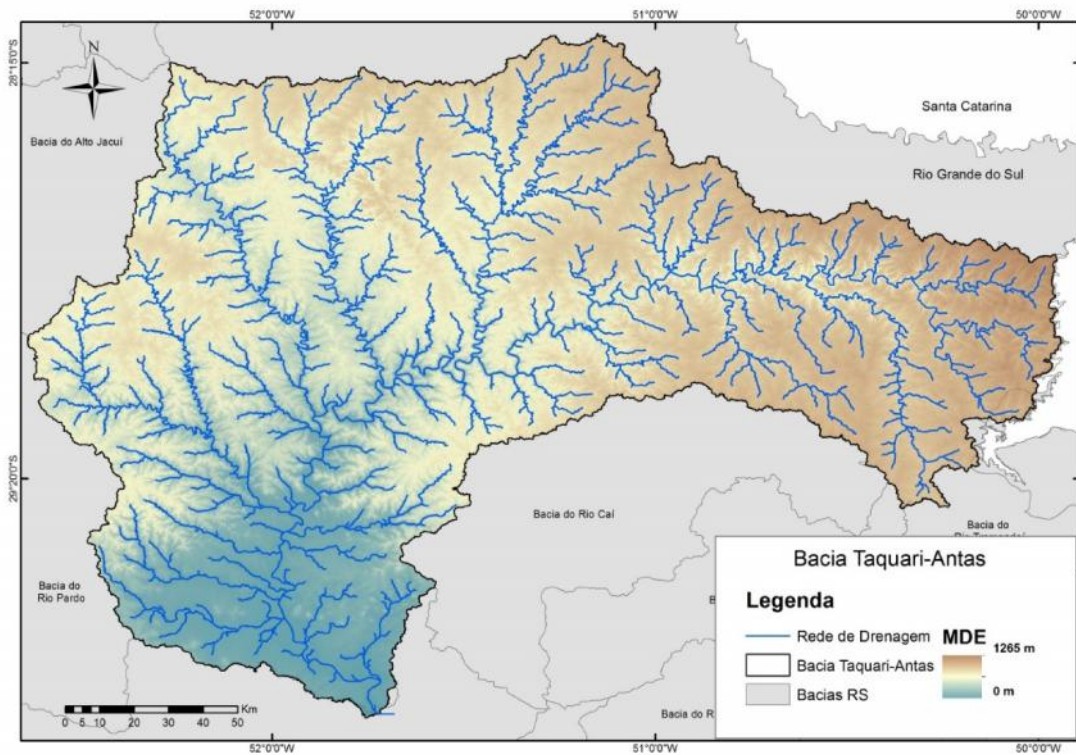 52°0'0"W
51°0'0"W
50°0'0"W
28°15'0"S
N
Santa Catarina
Bacia do Alto Jacuí
Rio Grande do Sul
29°20'0"S
Bacia do Rio Caí
Bacia do
Bacia do
Rio Pardo
Bacia Taquari-Antas
Legenda
Rede de Drenagem
MDE
1265 m
Bacia Taquari-Antas
0 m
Bacias RS
Bacia do R
Km
0 5 10 20 30 40 50
52°0'0"W
51°0'0"W
50°0'0"W